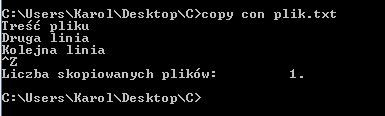 C:\Users\Karol\Desktop\C>copy con plik.txt
Treść pliku
Druga linia
Kolejna linia
^Z
Liczba skopiowanych plików:         1.
C:\Users\Karol\Desktop\C>